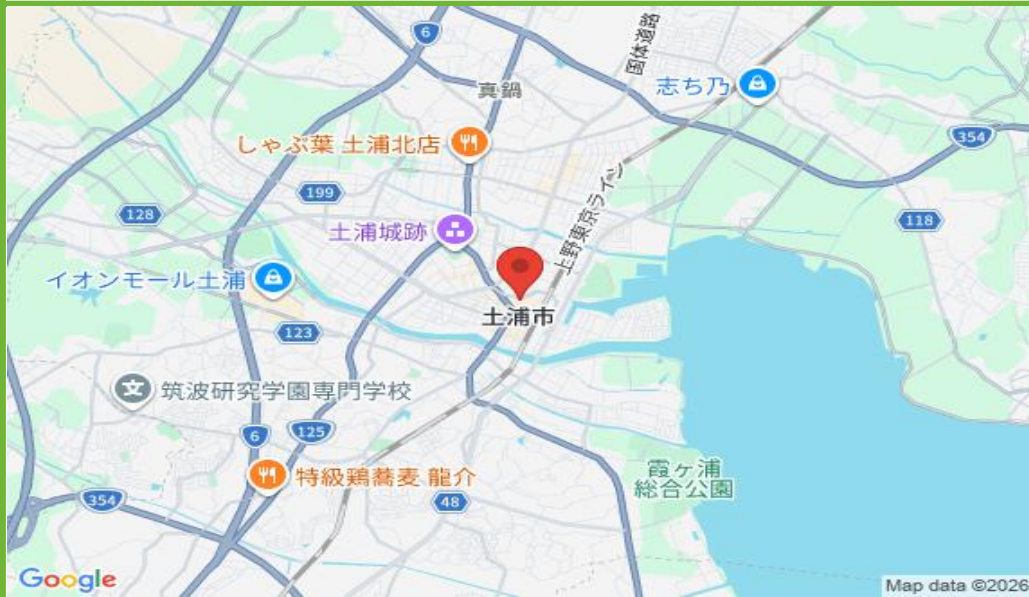 6
国体道路
真鍋
志ち乃
しゃぶ葉 土浦北店
354
199
128
118
土浦城跡
上野東京ライン
イオンモール土浦
土浦市
123
筑波研究学園専門学校
6
125
霞ヶ浦
総合公園
特級鶏蕎麦 龍介
354
48
Google
Map data ©2026